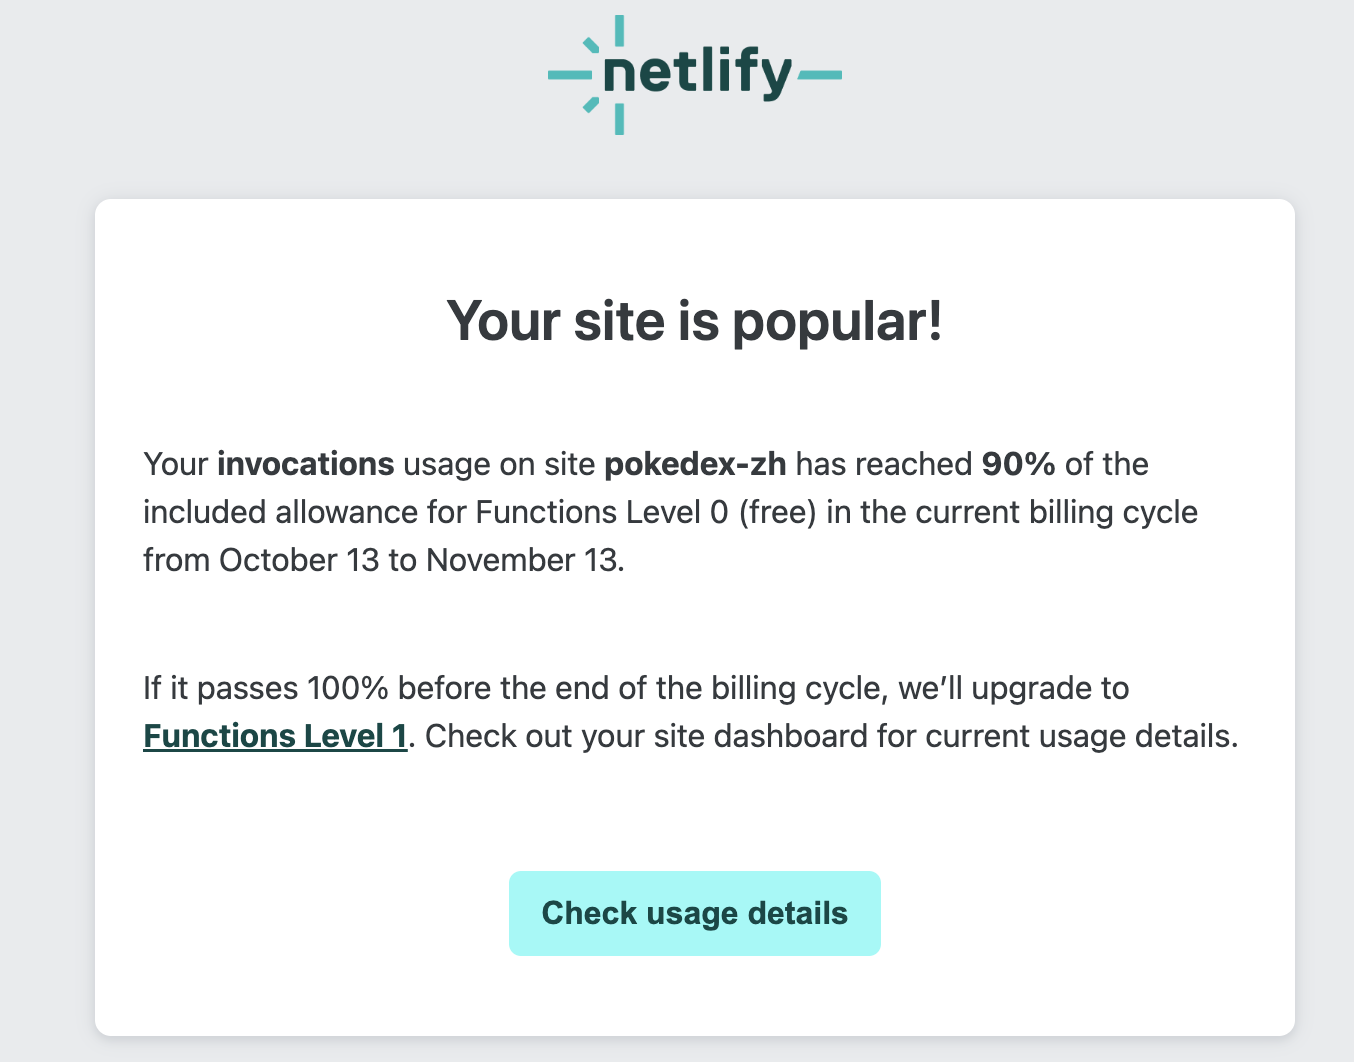 netlify
Your site is popular!
Your invocations usage on site pokedex-zh has reached 90% of the
included allowance for Functions Level 0 (free) in the current billing cycle
from October 13 to November 13.
If it passes 100% before the end of the billing cycle, we’ll upgrade to
Functions Level 1. Check out your site dashboard for current usage details.
Check usage details